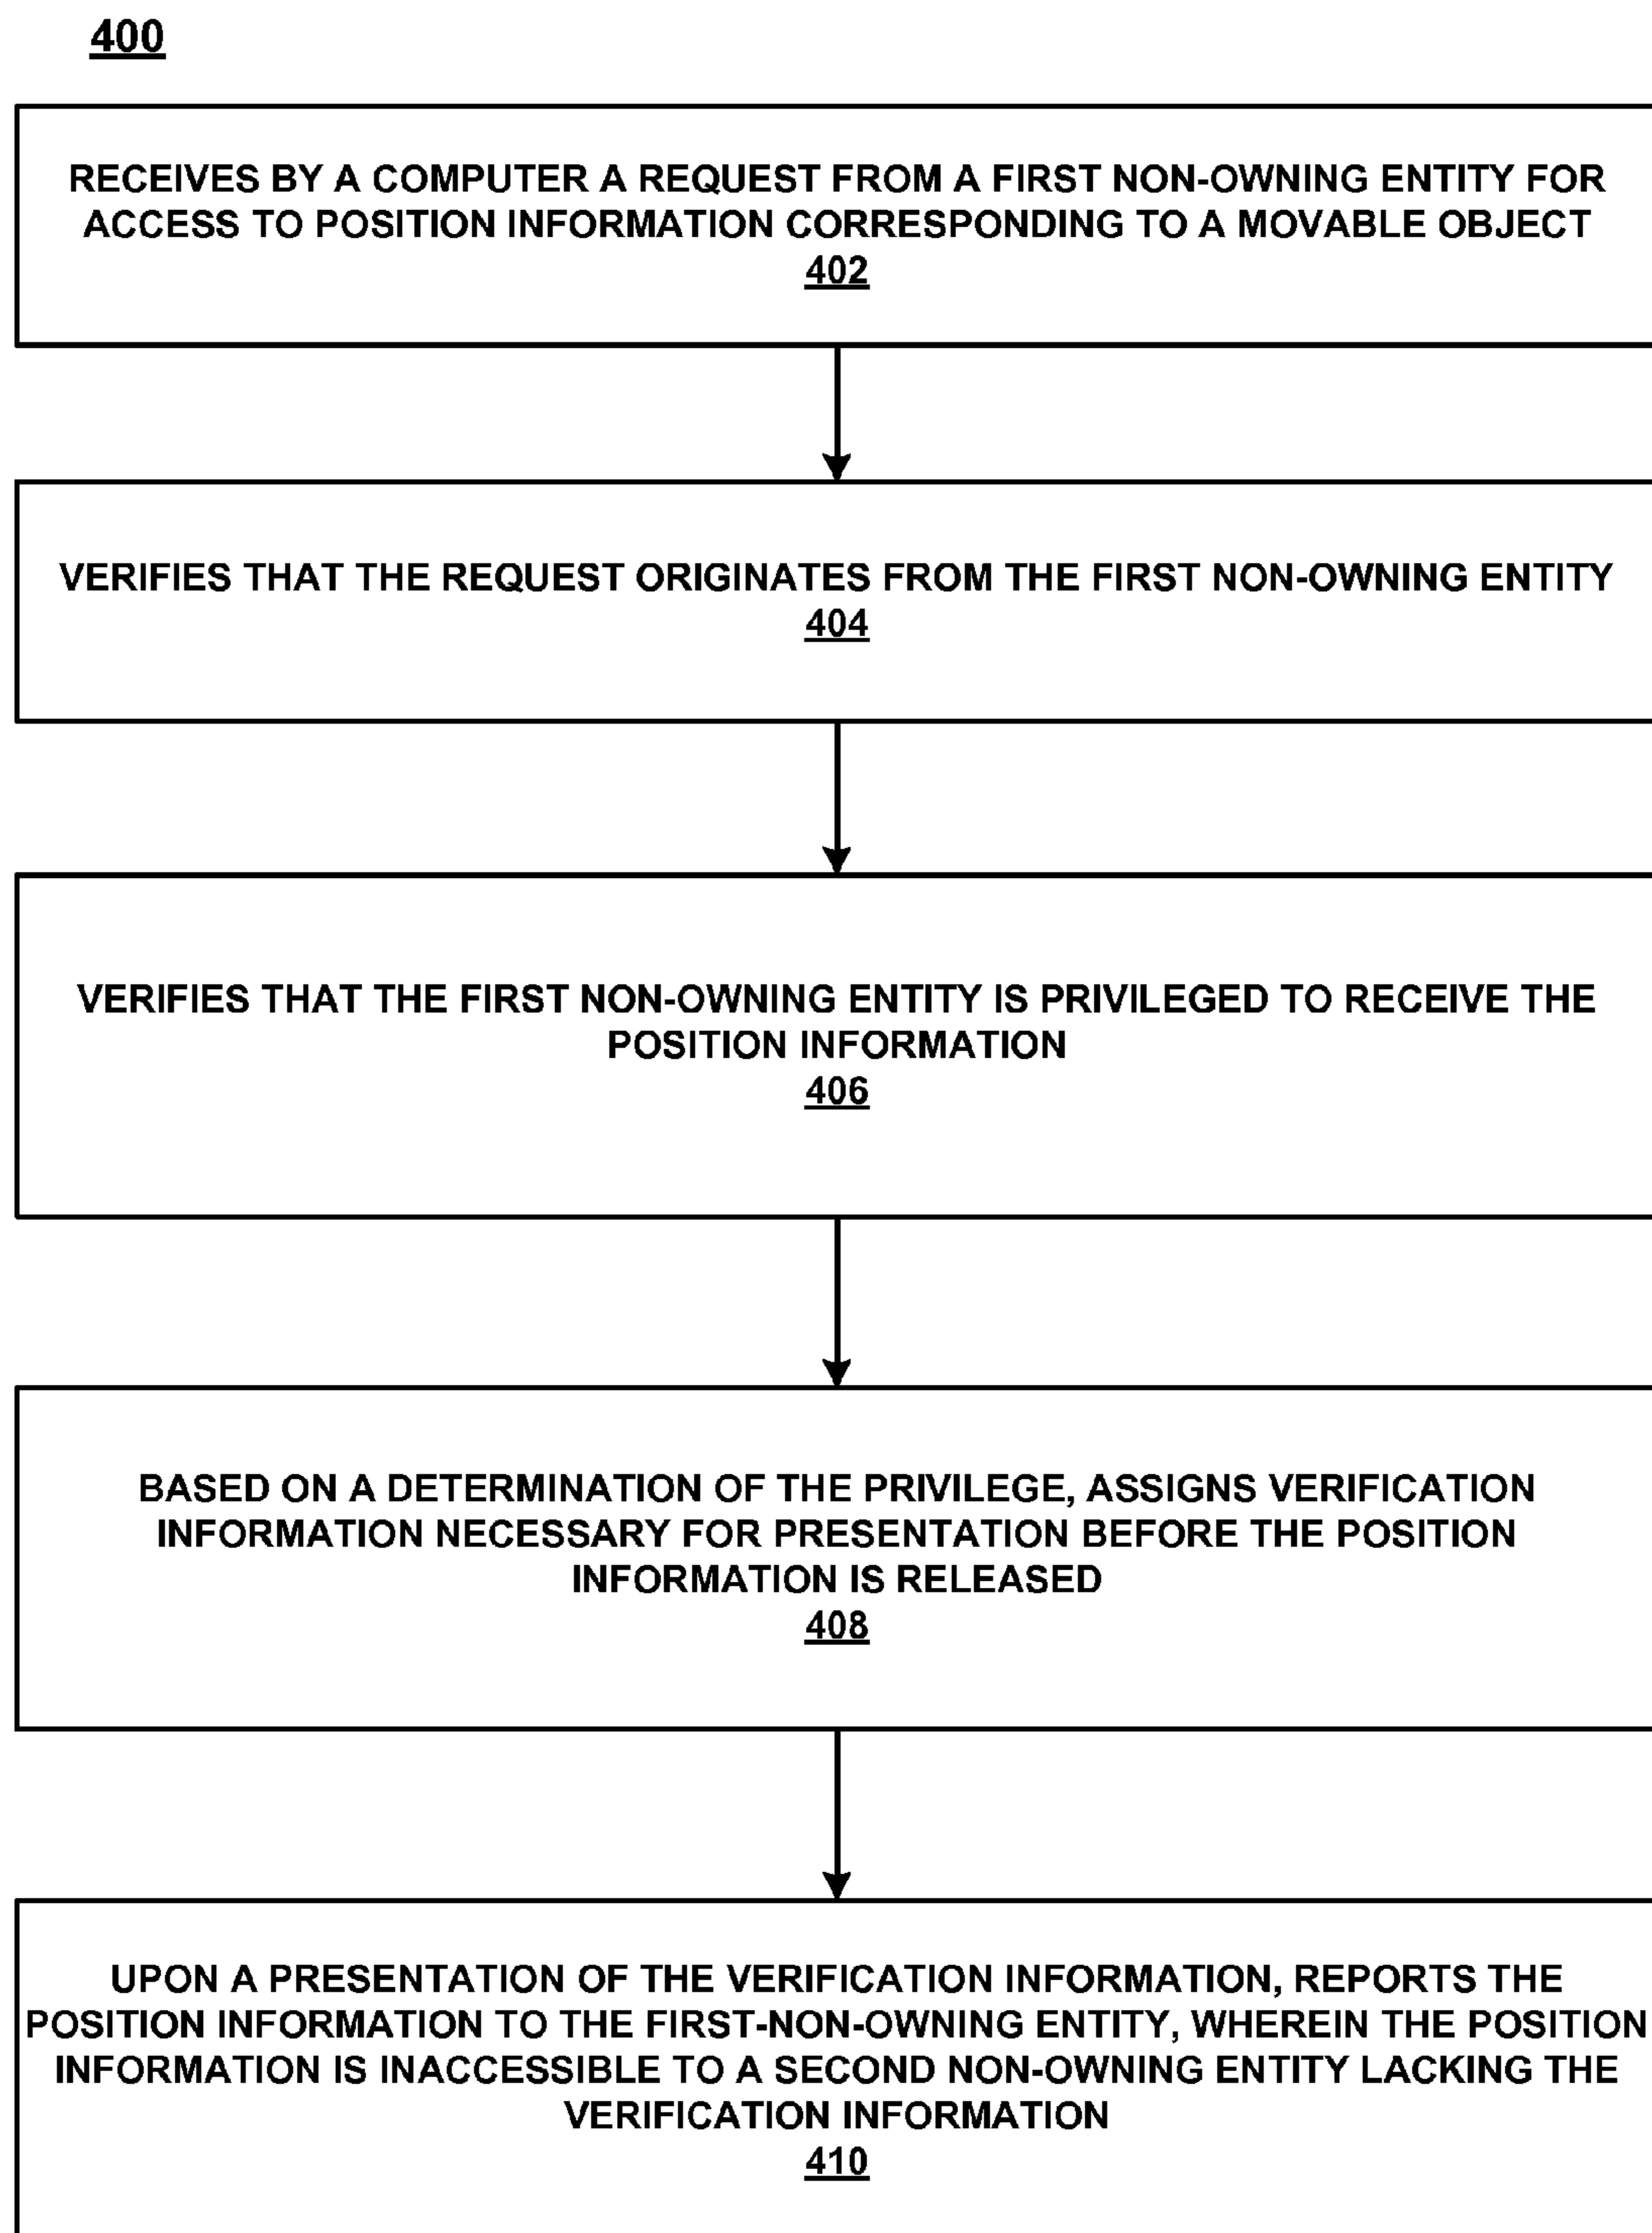 400
RECEIVES BY A COMPUTER A REQUEST FROM A FIRST NON-OWNING ENTITY FOR
ACCESS TO POSITION INFORMATION CORRESPONDING TO A MOVABLE OBJECT
402
VERIFIES THAT THE REQUEST ORIGINATES FROM THE FIRST NON-OWNING ENTITY
404
VERIFIES THAT THE FIRST NON-OWNING ENTITY IS PRIVILEGED TO RECEIVE THE
POSITION INFORMATION
406
BASED ON A DETERMINATION OF THE PRIVILEGE, ASSIGNS VERIFICATION
INFORMATION NECESSARY FOR PRESENTATION BEFORE THE POSITION
INFORMATION IS RELEASED
408
UPON A PRESENTATION OF THE VERIFICATION INFORMATION, REPORTS THE
POSITION INFORMATION TO THE FIRST-NON-OWNING ENTITY, WHEREIN THE POSITION
INFORMATION IS INACCESSIBLE TO A SECOND NON-OWNING ENTITY LACKING THE
VERIFICATION INFORMATION
410